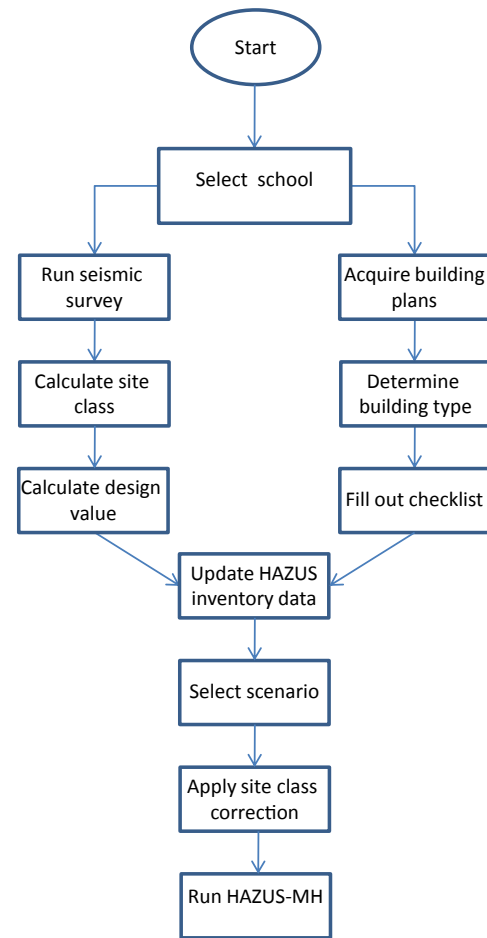 Start
Select school
Run seismic
survey
Calculate site
class
Calculate design
value
Acquire building
plans
Determine
building type
Fill out checklist
Update HAZUS
inventory data
Select scenario
Apply site class
correction
Run HAZUS-MH